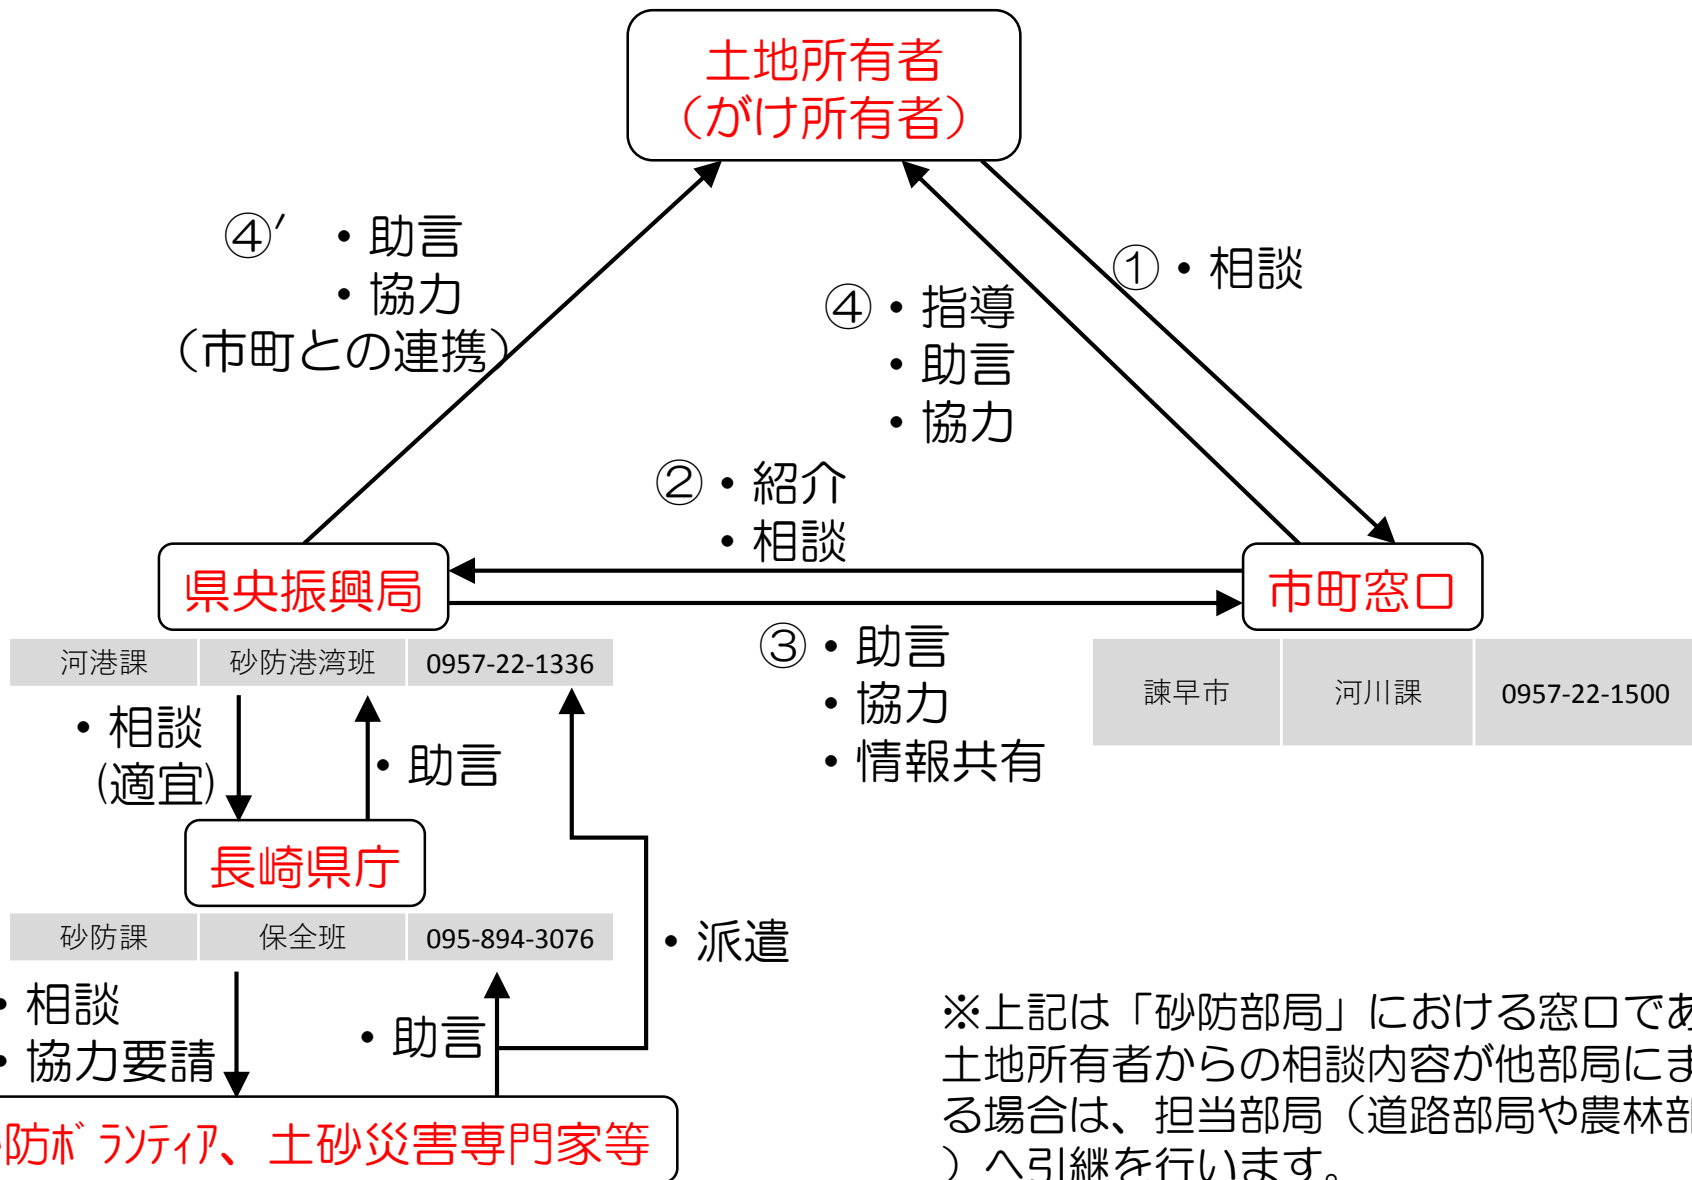 土地所有者
（がけ所有者）
④′ ・助言
・協力
（市町との連携）
①・相談
④・指導
・助言
・協力
②・紹介
・相談
県央振興局
市町窓口
河港課 砂防港湾班 0957-22-1336
③・助言
・協力
・情報共有
諫早市 河川課 0957-22-1500
・相談
(適宜)
・助言
長崎県庁
砂防課 保全班 095-894-3076
・派遣
・相談
・協力要請
・助言
防ﾎﾞﾗﾝﾃｨｱ、土砂災害専門家等
※上記は「砂防部局」における窓口であ
土地所有者からの相談内容が他部局にま
る場合は、担当部局（道路部局や農林部
）へ引継を行います。